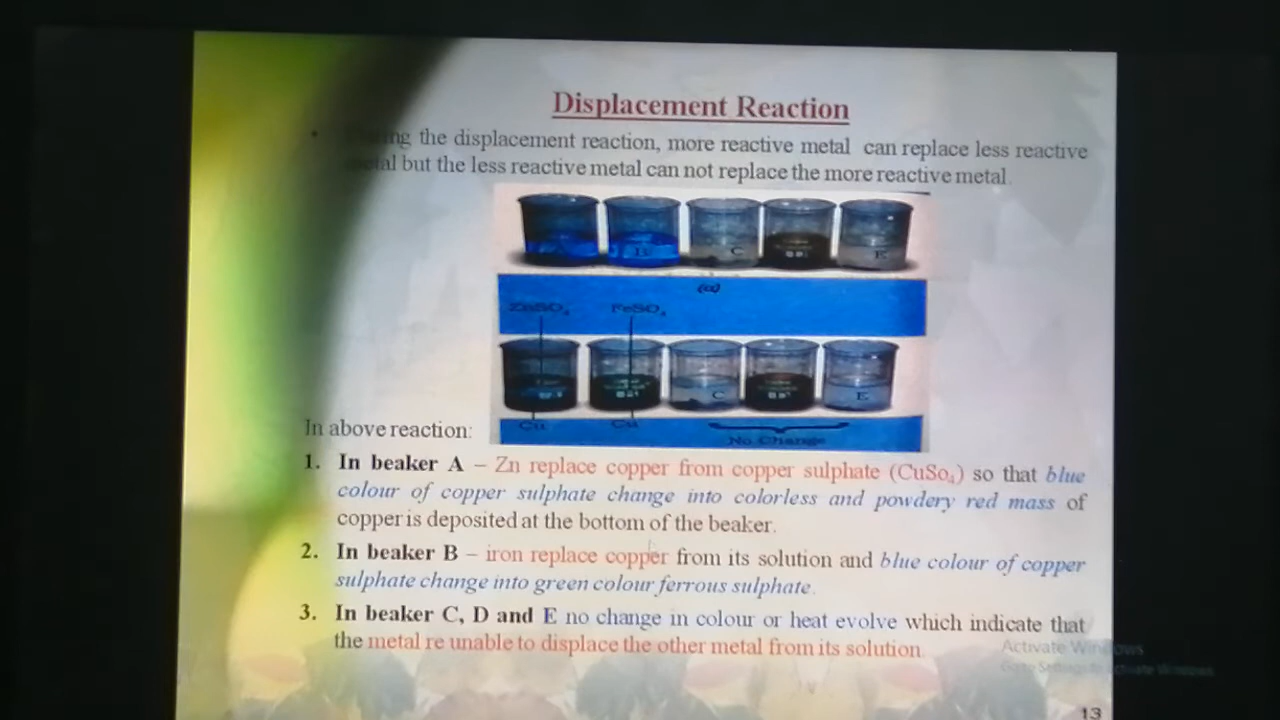 Displacement Reaction
• the displacement reaction, more reactive metal can replace less reactive
but the less reactive metal can not replace the more reactive metal.
B C E
(a)
ZnSO4 FeSO4
C E
Cu Cu
No Change
In above reaction:
1. In beaker A – Zn replace copper from copper sulphate (CuSo4) so that blue
colour of copper sulphate change into colorless and powdery red mass of
copper is deposited at the bottom of the beaker.
2. In beaker B – iron replace copper from its solution and blue colour of copper
sulphate change into green colour ferrous sulphate.
3. In beaker C, D and E no change in colour or heat evolve which indicate that
the metal re unable to displace the other metal from its solution.
Activate Windows
Go to Settings to activate Windows.
13